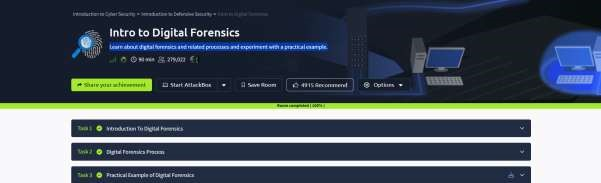 Introduction to Cyber Security > Introduction to Defensive Security > Intro to Digital Forensics
Intro to Digital Forensics
Learn about digital forensics and related processes and experiment with a practical example.
90 min 279,022
Share your achievement Start AttackBox Save Room 4915 Recommend Options
Room completed ( 100% )
Task 1 Introduction To Digital Forensics
Task 2 Digital Forensics Process
Task 3 Practical Example of Digital Forensics